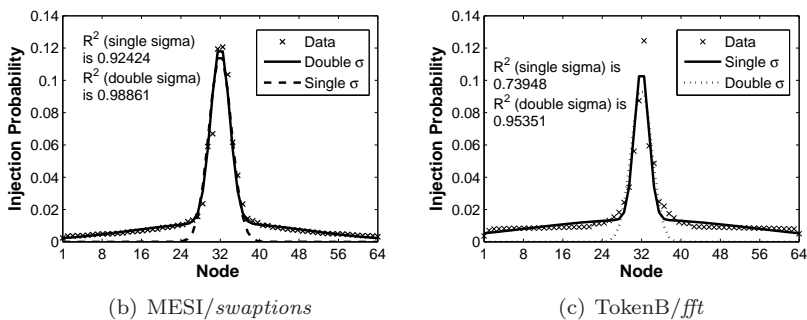 0.14
0.12
0.1
0.08
0.06
0.04
0.02
0
Injection Probability
R² (single sigma)
is 0.92424
R² (double sigma)
is 0.98861
Data
Double σ
Single σ
1 8 16 24 32 40 48 56 64
Node
(b) MESI/swaptions
0.14
0.12
0.1
0.08
0.06
0.04
0.02
0
Injection Probability
R² (single sigma) is
0.73948
R² (double sigma) is
0.95351
Data
Single σ
Double σ
1 8 16 24 32 40 48 56 64
Node
(c) TokenB/fft